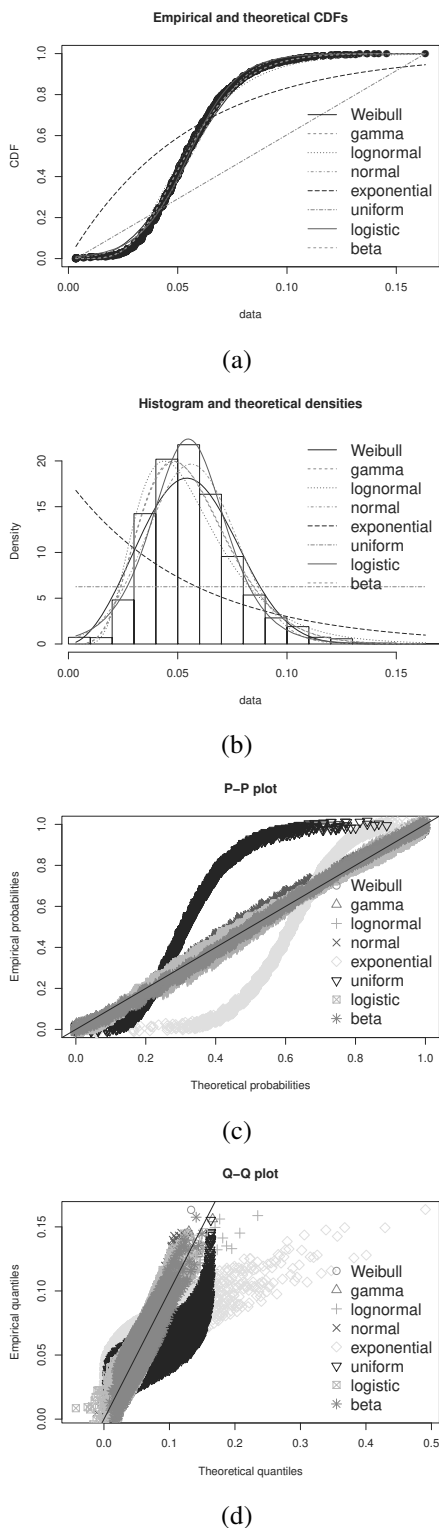 Empirical and theoretical CDFs
CDF
1.0
0.8
0.6
0.4
0.2
0.0
Weibull
gamma
lognormal
normal
exponential
uniform
logistic
beta
0.00 0.05 0.10 0.15
data
(a)
Histogram and theoretical densities
Density
20
15
10
5
0
Weibull
gamma
lognormal
normal
exponential
uniform
logistic
beta
0.00 0.05 0.10 0.15
data
(b)
P−P plot
Empirical probabilities
1.0
0.8
0.6
0.4
0.2
0.0
Weibull
gamma
lognormal
normal
exponential
uniform
logistic
beta
0.0 0.2 0.4 0.6 0.8 1.0
Theoretical probabilities
(c)
Q−Q plot
Empirical quantiles
0.15
0.10
0.05
0.00
Weibull
gamma
lognormal
normal
exponential
uniform
logistic
beta
0.0 0.1 0.2 0.3 0.4 0.5
Theoretical quantiles
(d)